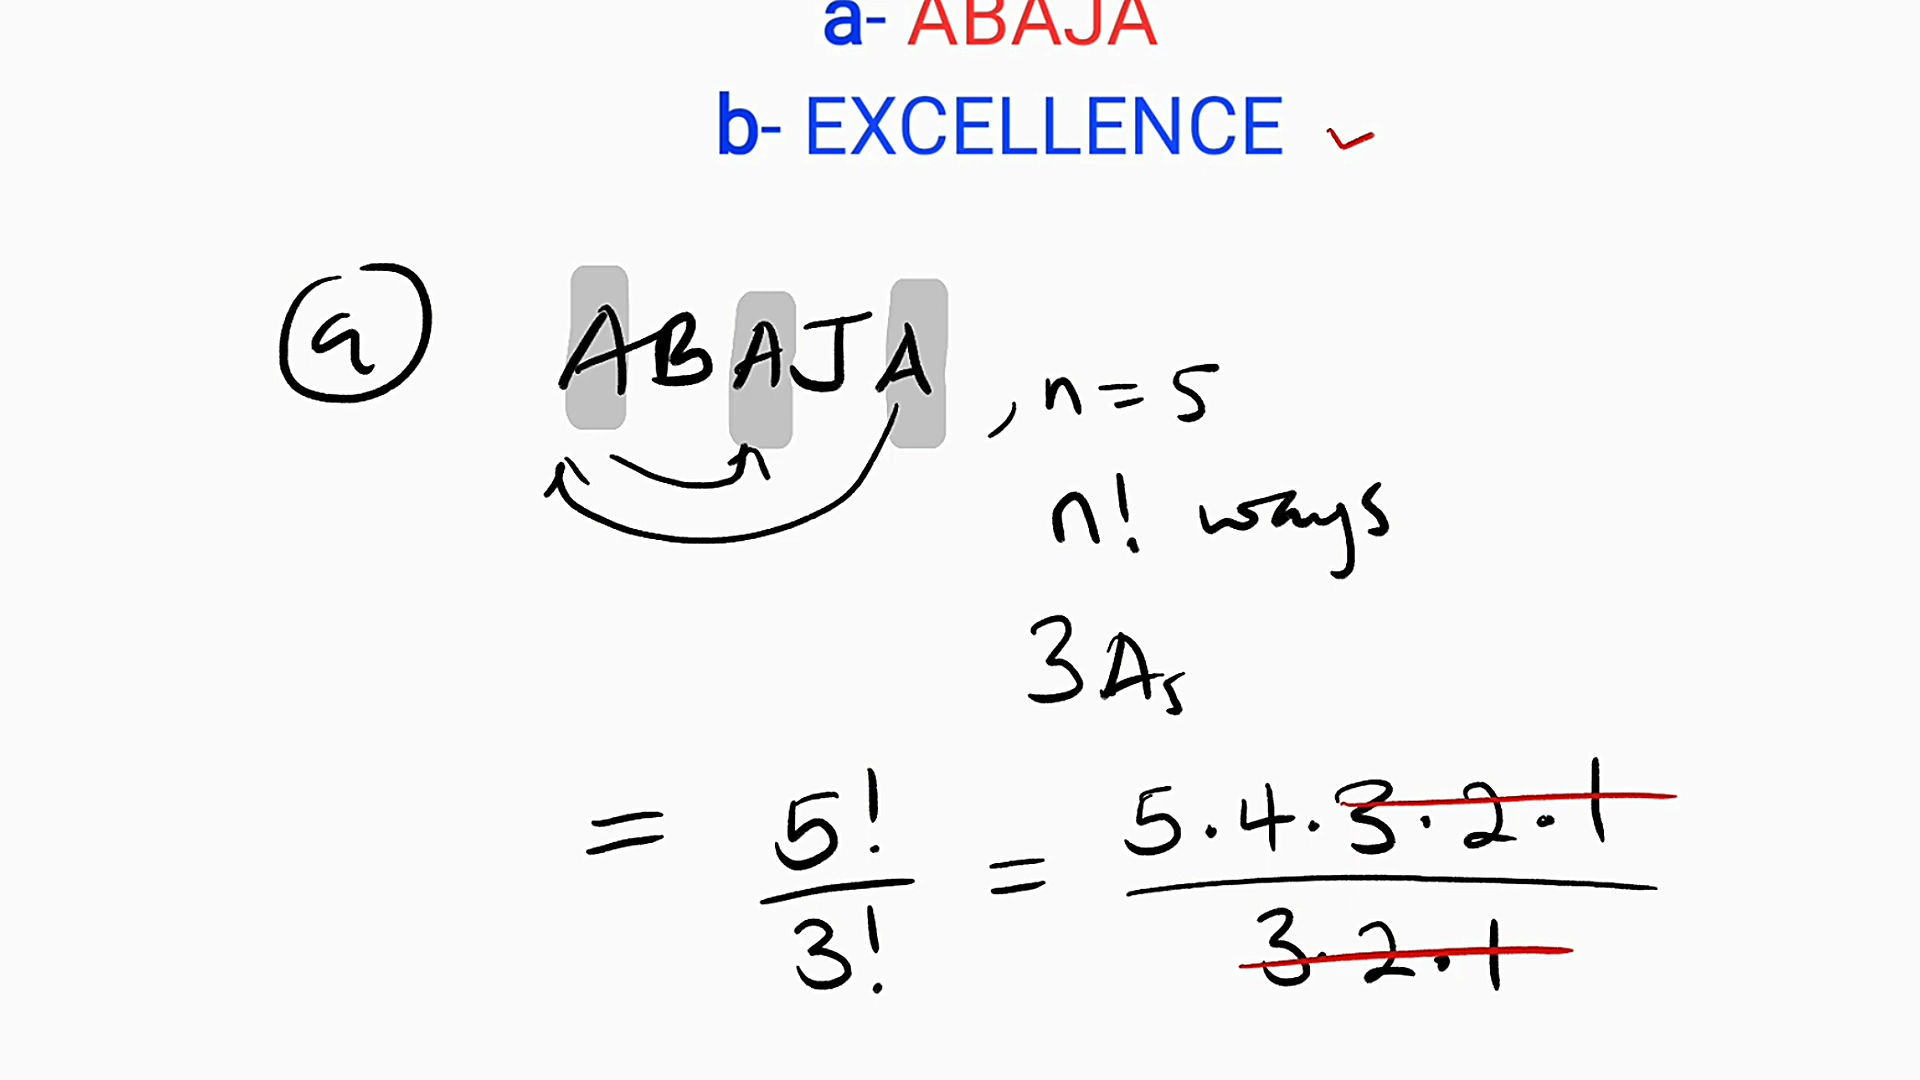 a- ABAJA
b- EXCELLENCE
a ABAJA , n = 5
n! ways
3 As
= 5! / 3! = 5.4.3.2.1 / 3.2.1